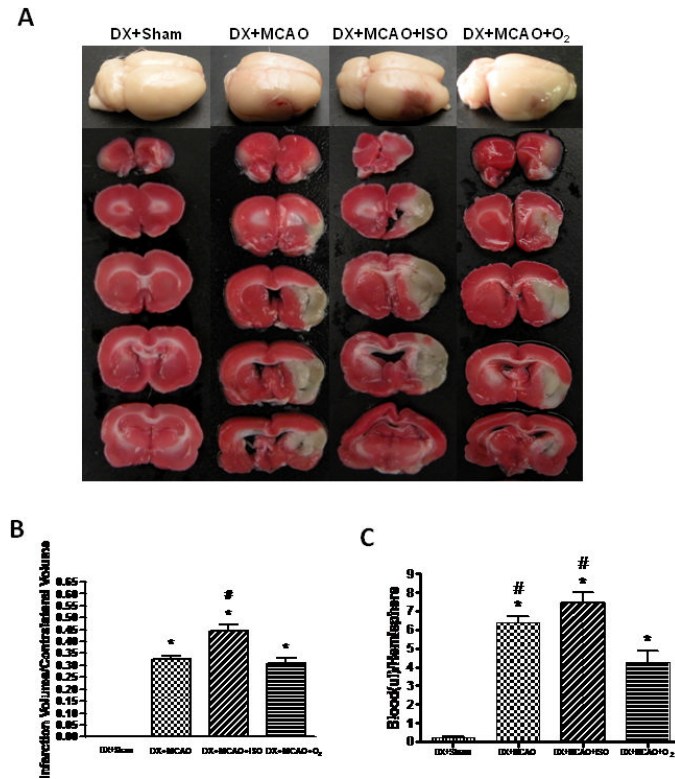 A
DX+Sham DX+MCAO DX+MCAO+ISO DX+MCAO+O₂
B
Infarction Volume/Contralateral Volume
0.65
0.60
0.55
0.50
0.45
0.40
0.35
0.30
0.25
0.20
0.15
0.10
0.05
0.00
#
* * *
DX+Sham DX+MCAO DX+MCAO+ISO DX+MCAO+O₂
C
Blood(ul)/Hemisphere
9
8
7
6
5
4
3
2
1
0
# #
* * *
DX+Sham DX+MCAO DX+MCAO+ISO DX+MCAO+O₂